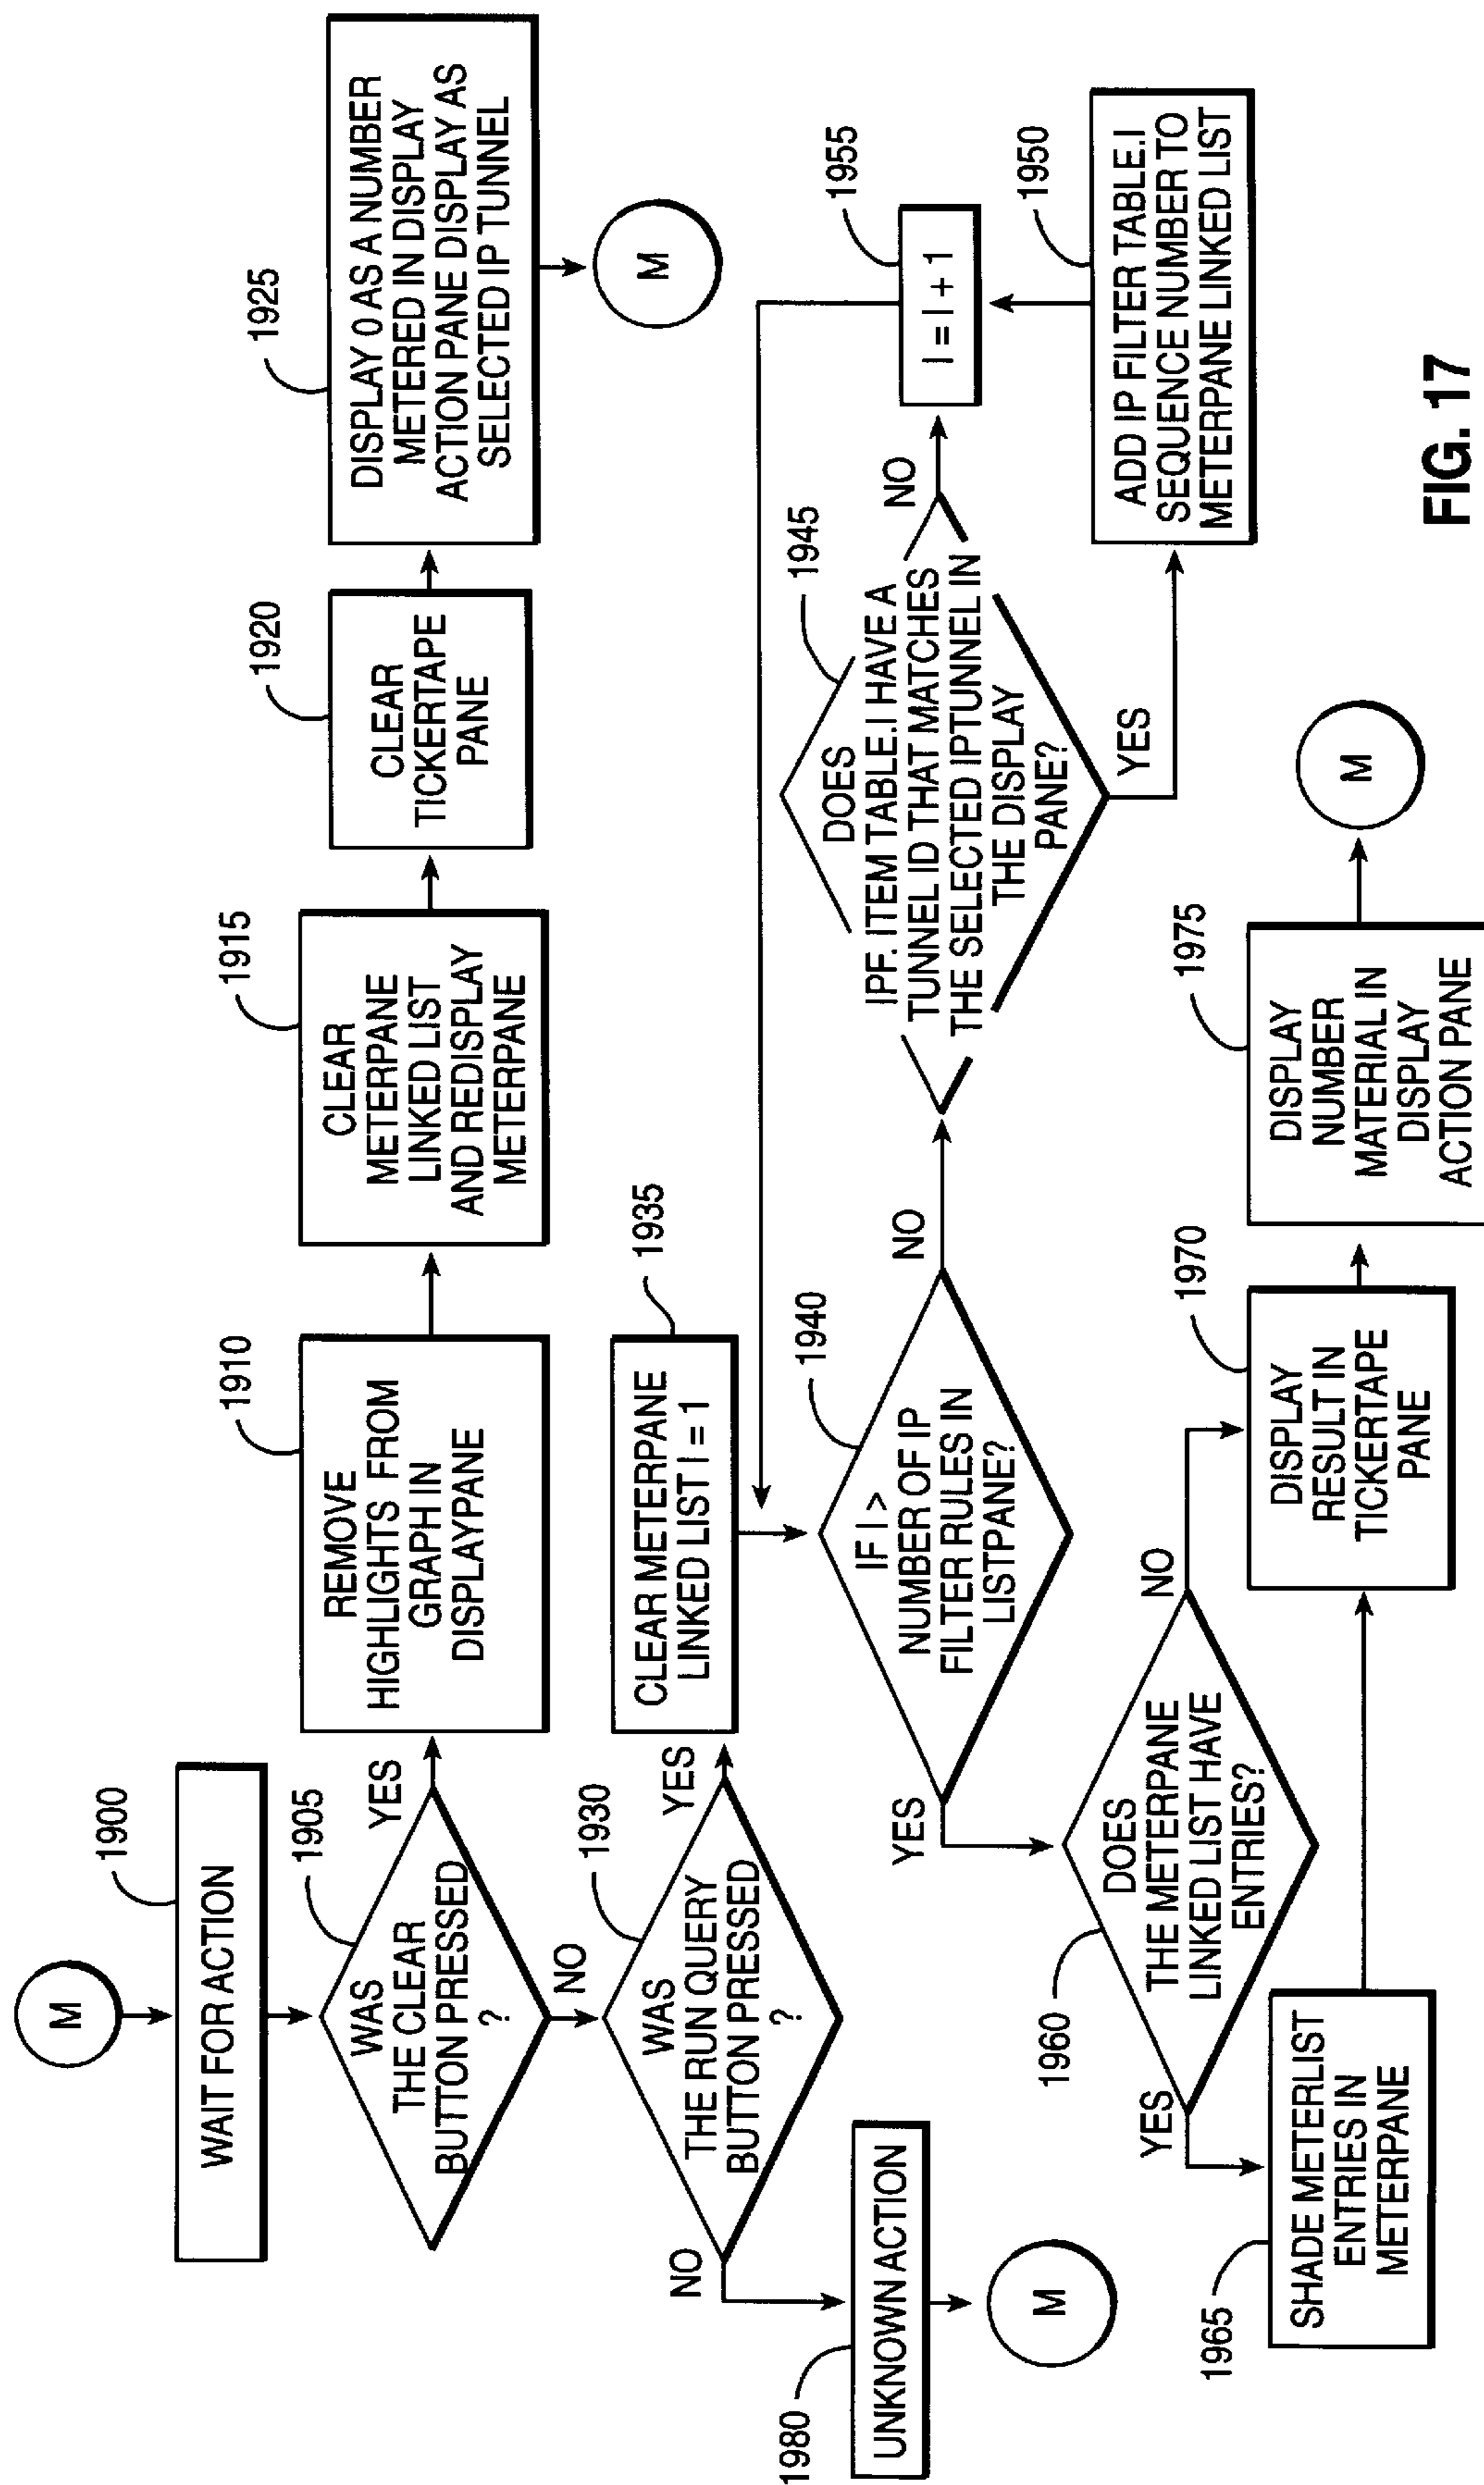 M
1900
WAIT FOR ACTION
1905
WAS
THE CLEAR
BUTTON PRESSED
?
YES
NO
1910
REMOVE
HIGHLIGHTS FROM
GRAPH IN
DISPLAYPANE
1915
CLEAR
METERPANE
LINKED LIST
AND REDISPLAY
METERPANE
1920
CLEAR
TICKERTAPE
PANE
1925
DISPLAY 0 AS A NUMBER
METERED IN DISPLAY
ACTION PANE DISPLAY AS
SELECTED IP TUNNEL
M
1930
WAS
THE RUN QUERY
BUTTON PRESSED
?
YES
NO
1980
UNKNOWN ACTION
M
1935
CLEAR METERPANE
LINKED LIST I = 1
1940
IF I >
NUMBER OF IP
FILTER RULES IN
LISTPANE?
YES
NO
1945
DOES
IPF. ITEM TABLE.I HAVE A
TUNNEL ID THAT MATCHES
THE SELECTED IPTUNNEL IN
THE DISPLAY
PANE?
NO
YES
1955
I = I + 1
1950
ADD IP FILTER TABLE.I
SEQUENCE NUMBER TO
METERPANE LINKED LIST
1960
DOES
THE METERPANE
LINKED LIST HAVE
ENTRIES?
YES
NO
1965
SHADE METERLIST
ENTRIES IN
METERPANE
1970
DISPLAY
RESULT IN
TICKERTAPE
PANE
1975
DISPLAY
NUMBER
MATERIAL IN
DISPLAY
ACTION PANE
M
FIG. 17